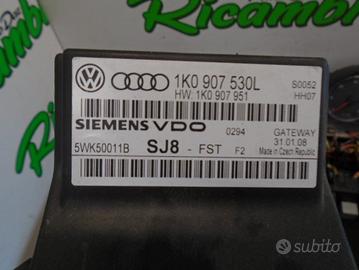 1K0 907 530L S0052
HW: 1K0 907 951 HH07
SIEMENS VDO 0294 GATEWAY
31.01.08
5WK50011B SJ8 - FST F2 Made in Czech Republic
subito